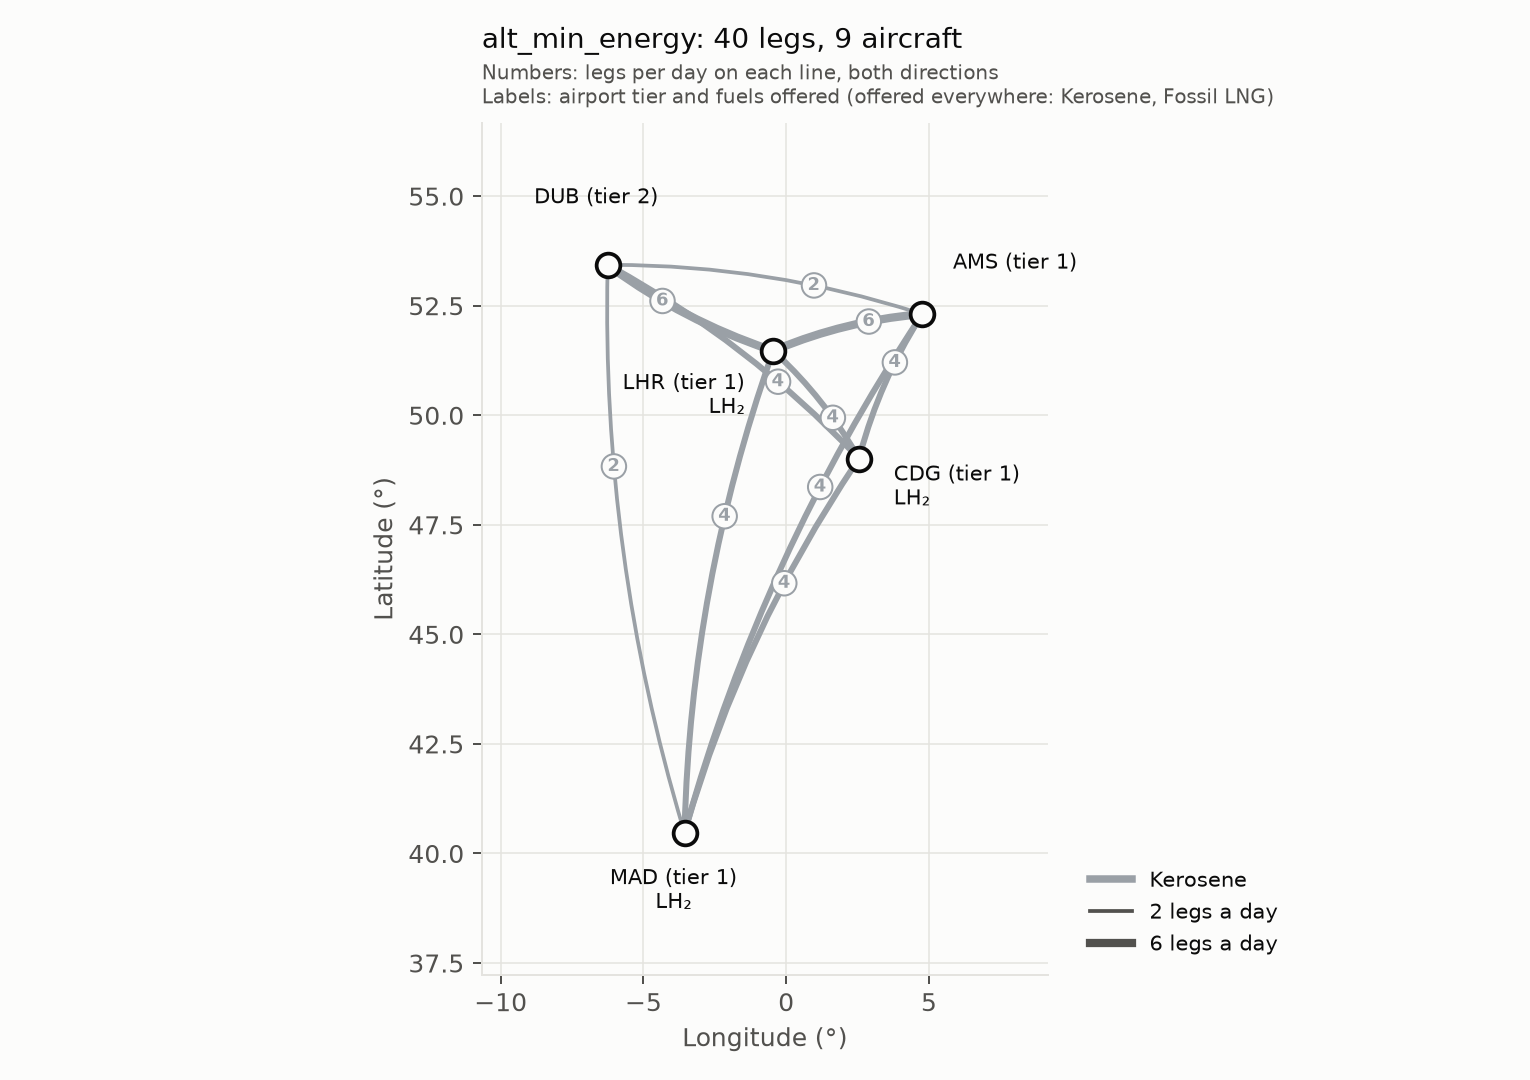 alt_min_energy: 40 legs, 9 aircraft
Numbers: legs per day on each line, both directions
Labels: airport tier and fuels offered (offered everywhere: Kerosene, Fossil LNG)
55.0
52.5
50.0
47.5
45.0
42.5
40.0
37.5
Latitude (°)
DUB (tier 2)
AMS (tier 1)
2
6
6
4
LHR (tier 1)
LH₂
4
4
2
CDG (tier 1)
LH₂
4
4
4
MAD (tier 1)
LH₂
Kerosene
2 legs a day
6 legs a day
−10
−5
0
5
Longitude (°)